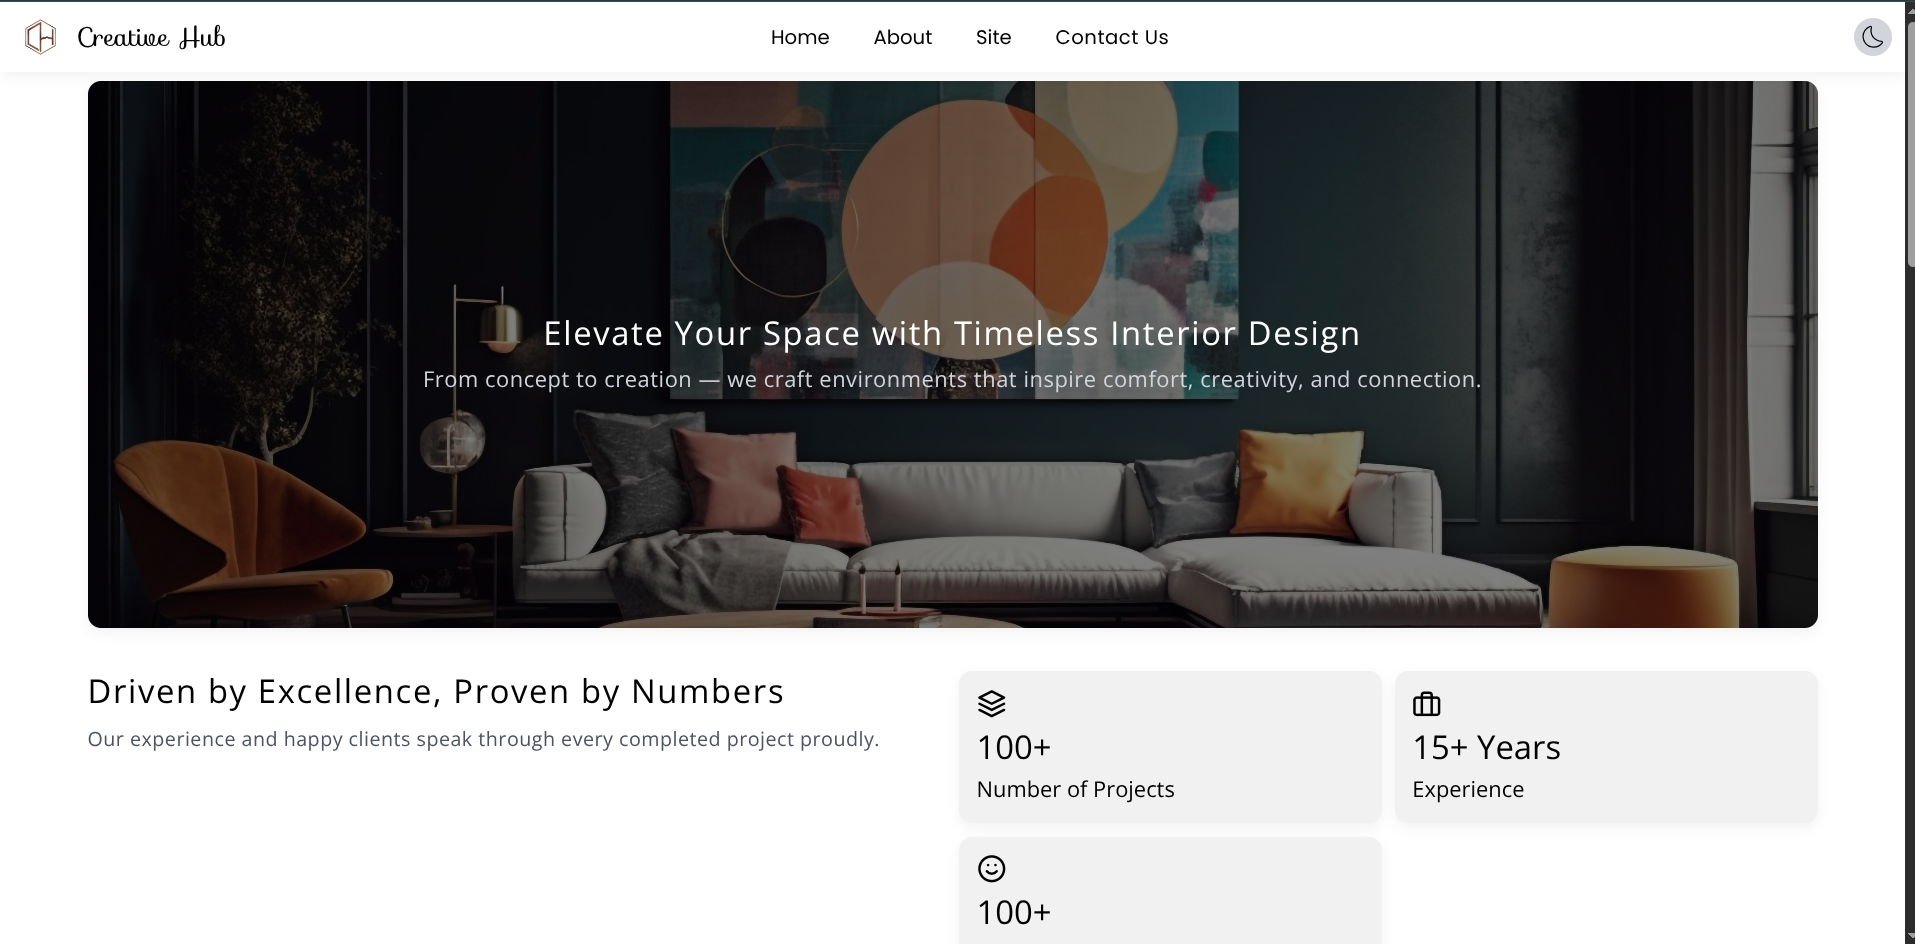 Creative Hub
Home
About
Site
Contact Us
Elevate Your Space with Timeless Interior Design
From concept to creation — we craft environments that inspire comfort, creativity, and connection.
Driven by Excellence, Proven by Numbers
Our experience and happy clients speak through every completed project proudly.
100+
Number of Projects
15+ Years
Experience
100+